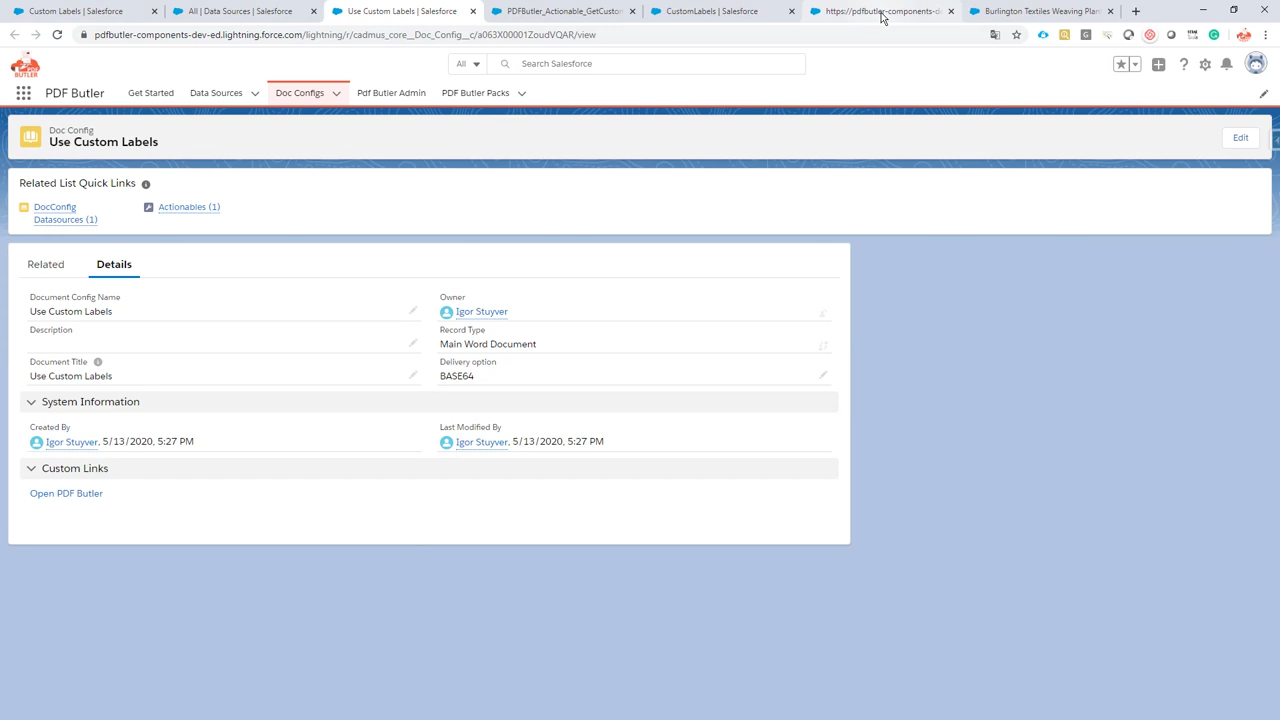 Custom Labels | Salesforce
All | Data Sources | Salesforce
Use Custom Labels | Salesforce
PDFButler_Actionable_GetCustom
CustomLabels | Salesforce
https://pdfbutler-components-d
Burlington Textiles Weaving Plan
pdfbutler-components-dev-ed.lightning.force.com/lightning/r/cadmus_core__Doc_Config__c/a063X00001ZoudVQAR/view
All
Search Salesforce
PDF Butler
Get Started
Data Sources
Doc Configs
Pdf Butler Admin
PDF Butler Packs
Doc Config
Use Custom Labels
Edit
Related List Quick Links
DocConfig
Datasources (1)
Actionables (1)
Related
Details
Document Config Name
Use Custom Labels
Owner
Igor Stuyver
Description
Record Type
Main Word Document
Document Title
Use Custom Labels
Delivery option
BASE64
System Information
Created By
Igor Stuyver, 5/13/2020, 5:27 PM
Last Modified By
Igor Stuyver, 5/13/2020, 5:27 PM
Custom Links
Open PDF Butler